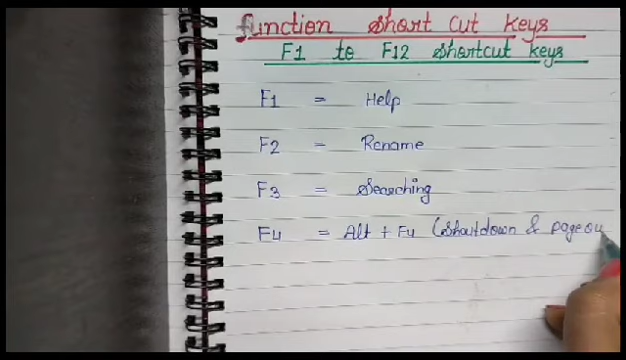 function short cut keys
F1 to F12 shortcut keys
F1 = Help
F2 = Rename
F3 = Searching
F4 = Alt + F4 (shutdown & pageou